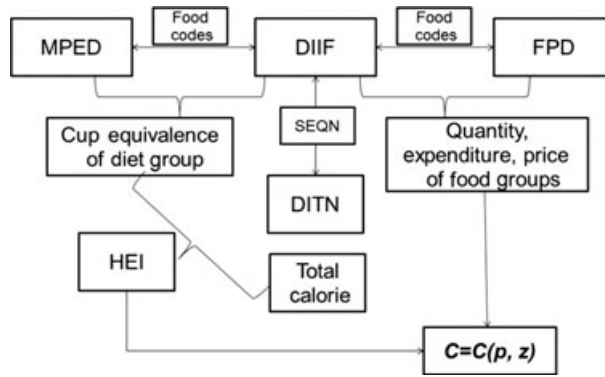 Food
codes
Food
codes
MPED
DIIF
FPD
Cup equivalence
of diet group
SEQN
Quantity,
expenditure, price
of food groups
DITN
HEI
Total
calorie
C=C(p, z)